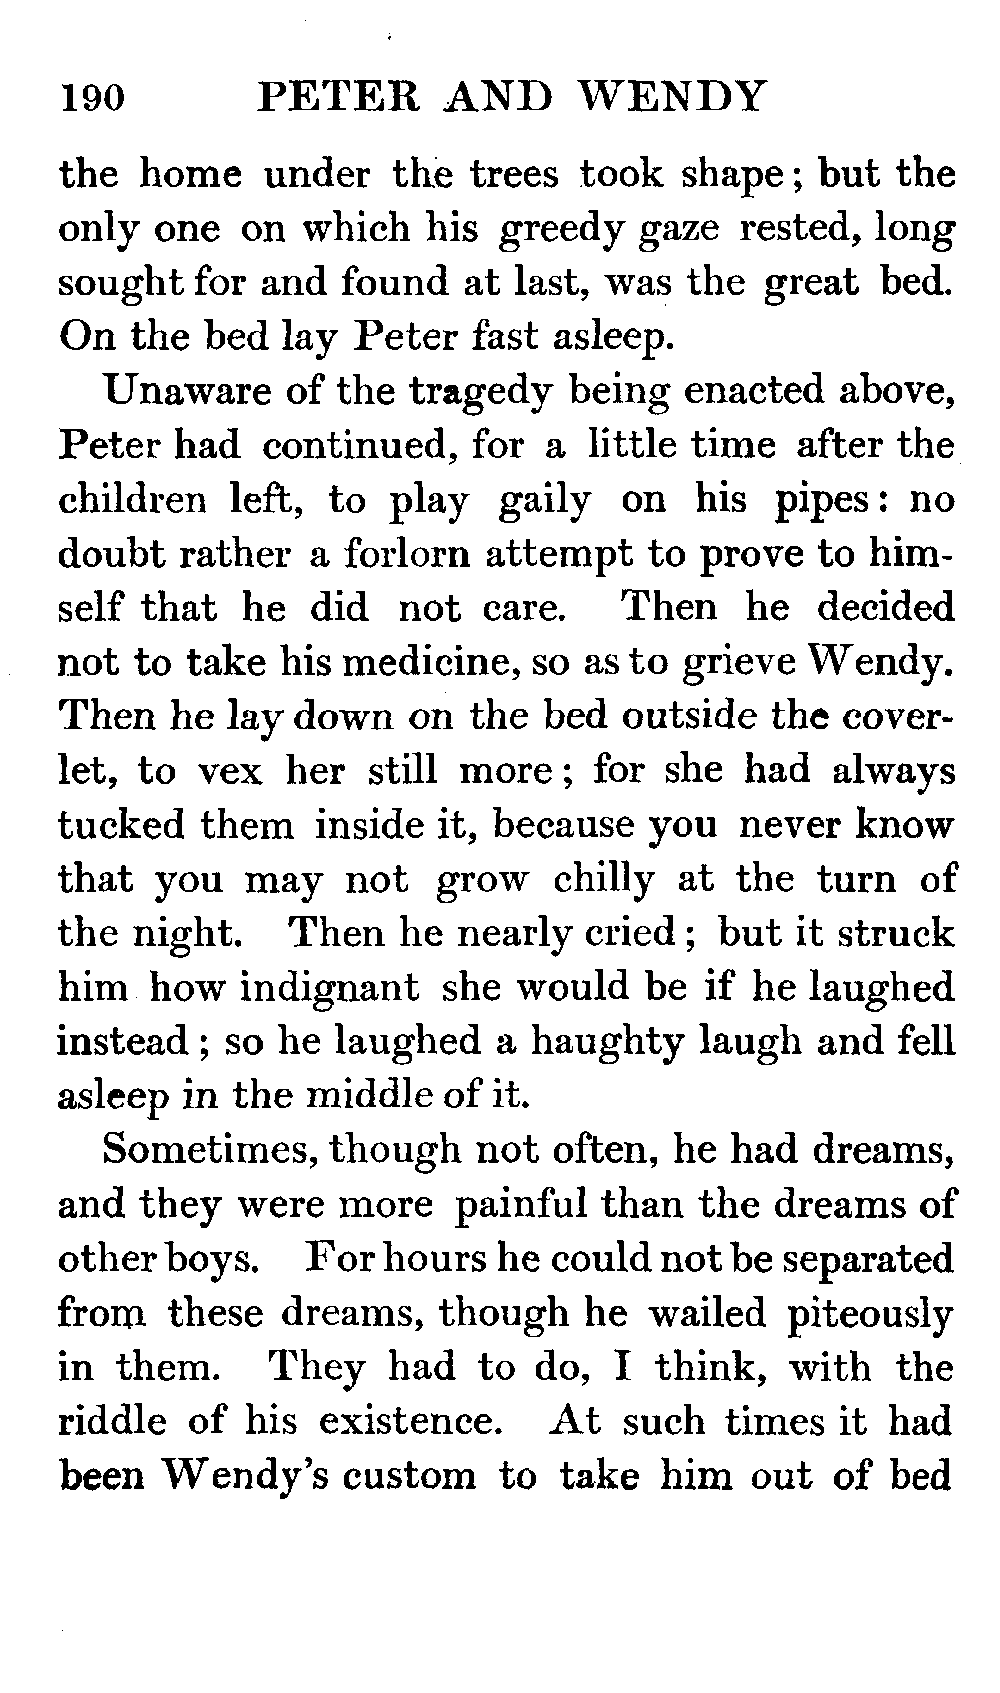 190 PETER AND WENDY
the home under the trees took shape; but the
only one on which his greedy gaze rested, long
sought for and found at last, was the great bed.
On the bed lay Peter fast asleep.
Unaware of the tragedy being enacted above,
Peter had continued, for a little time after the
children left, to play gaily on his pipes: no
doubt rather a forlorn attempt to prove to him-
self that he did not care. Then he decided
not to take his medicine, so as to grieve Wendy.
Then he lay down on the bed outside the cover-
let, to vex her still more; for she had always
tucked them inside it, because you never know
that you may not grow chilly at the turn of
the night. Then he nearly cried; but it struck
him how indignant she would be if he laughed
instead; so he laughed a haughty laugh and fell
asleep in the middle of it.
Sometimes, though not often, he had dreams,
and they were more painful than the dreams of
other boys. For hours he could not be separated
from these dreams, though he wailed piteously
in them. They had to do, I think, with the
riddle of his existence. At such times it had
been Wendy's custom to take him out of bed